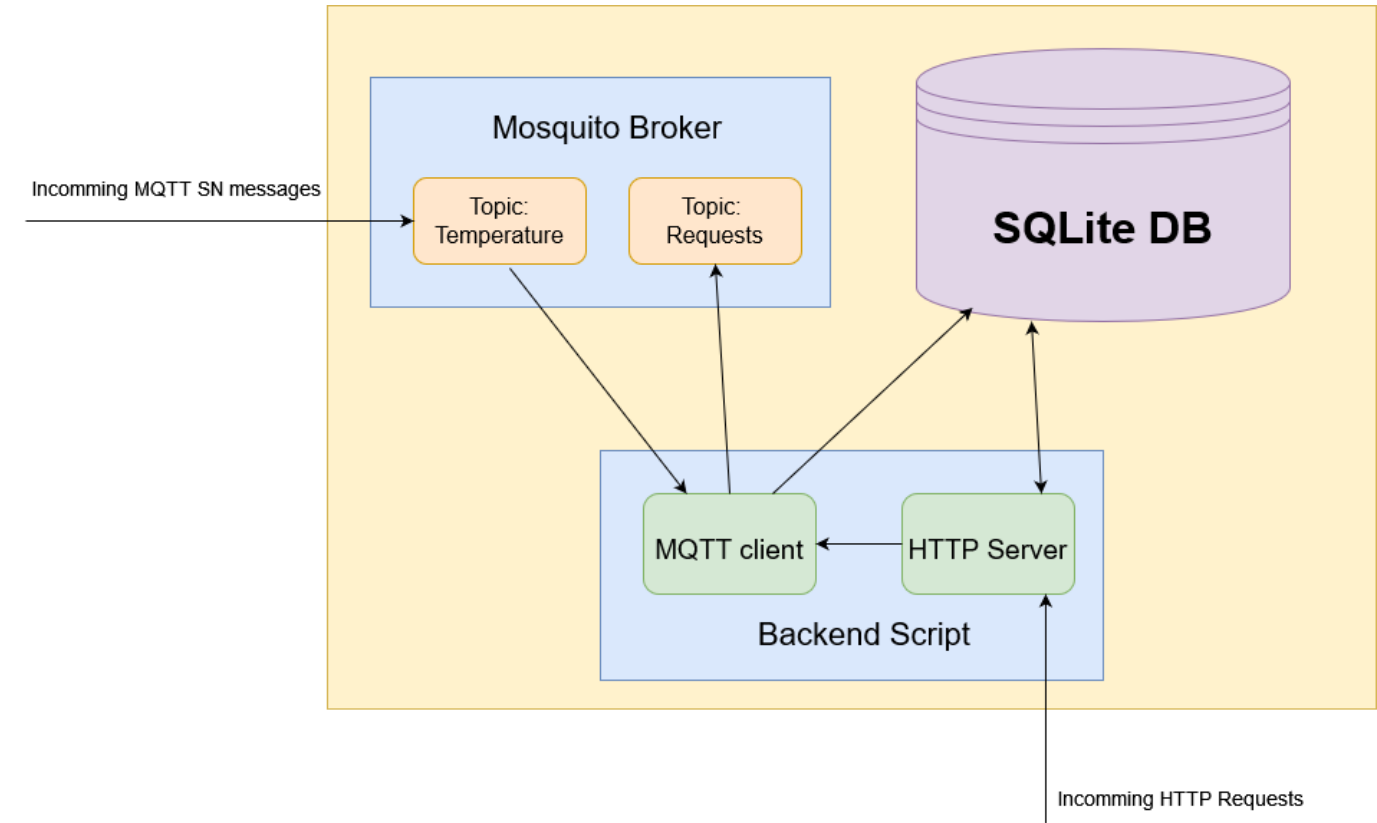 Mosquito Broker
Incomming MQTT SN messages
Topic:
Temperature
Topic:
Requests
SQLite DB
MQTT client
HTTP Server
Backend Script
Incomming HTTP Requests